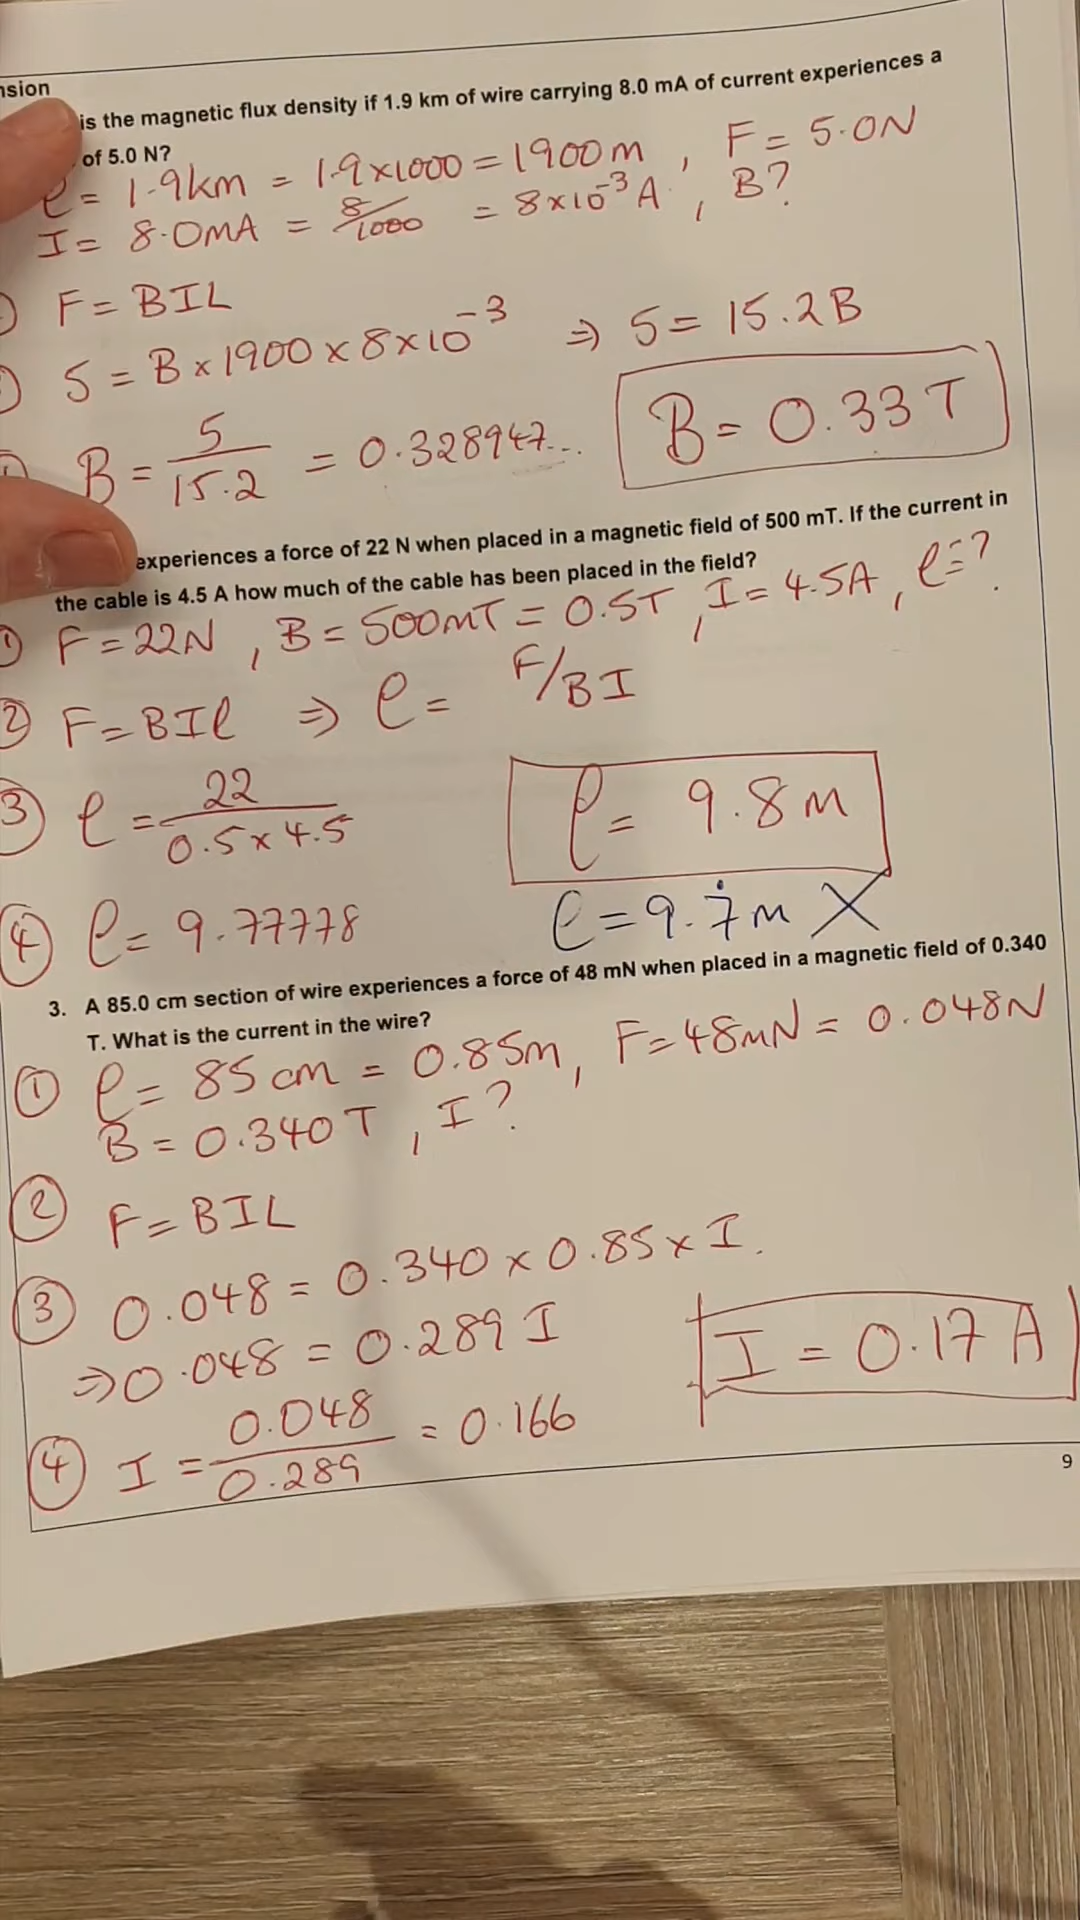 nsion
is the magnetic flux density if 1.9 km of wire carrying 8.0 mA of current experiences a
of 5.0 N?
ℓ = 1.9km = 1.9×1000 = 1900m , F = 5.0N
I = 8.0mA = 8/1000 = 8×10⁻³A , B?
F = BIL
5 = B × 1900 × 8×10⁻³ ⇒ 5 = 15.2B
B = 5/15.2 = 0.328947... B = 0.33T
experiences a force of 22 N when placed in a magnetic field of 500 mT. If the current in
the cable is 4.5 A how much of the cable has been placed in the field?
① F = 22N , B = 500mT = 0.5T , I = 4.5A , ℓ = ?
② F = BIℓ ⇒ ℓ = F/BI
③ ℓ = 22/0.5×4.5 ℓ = 9.8m
④ ℓ = 9.77778 ℓ = 9.7̇m X
3. A 85.0 cm section of wire experiences a force of 48 mN when placed in a magnetic field of 0.340
T. What is the current in the wire?
① ℓ = 85cm = 0.85m, F = 48mN = 0.048N
B = 0.340T , I?
② F = BIL
③ 0.048 = 0.340 × 0.85 × I.
⇒ 0.048 = 0.289 I I = 0.17 A
④ I = 0.048/0.289 = 0.166
9